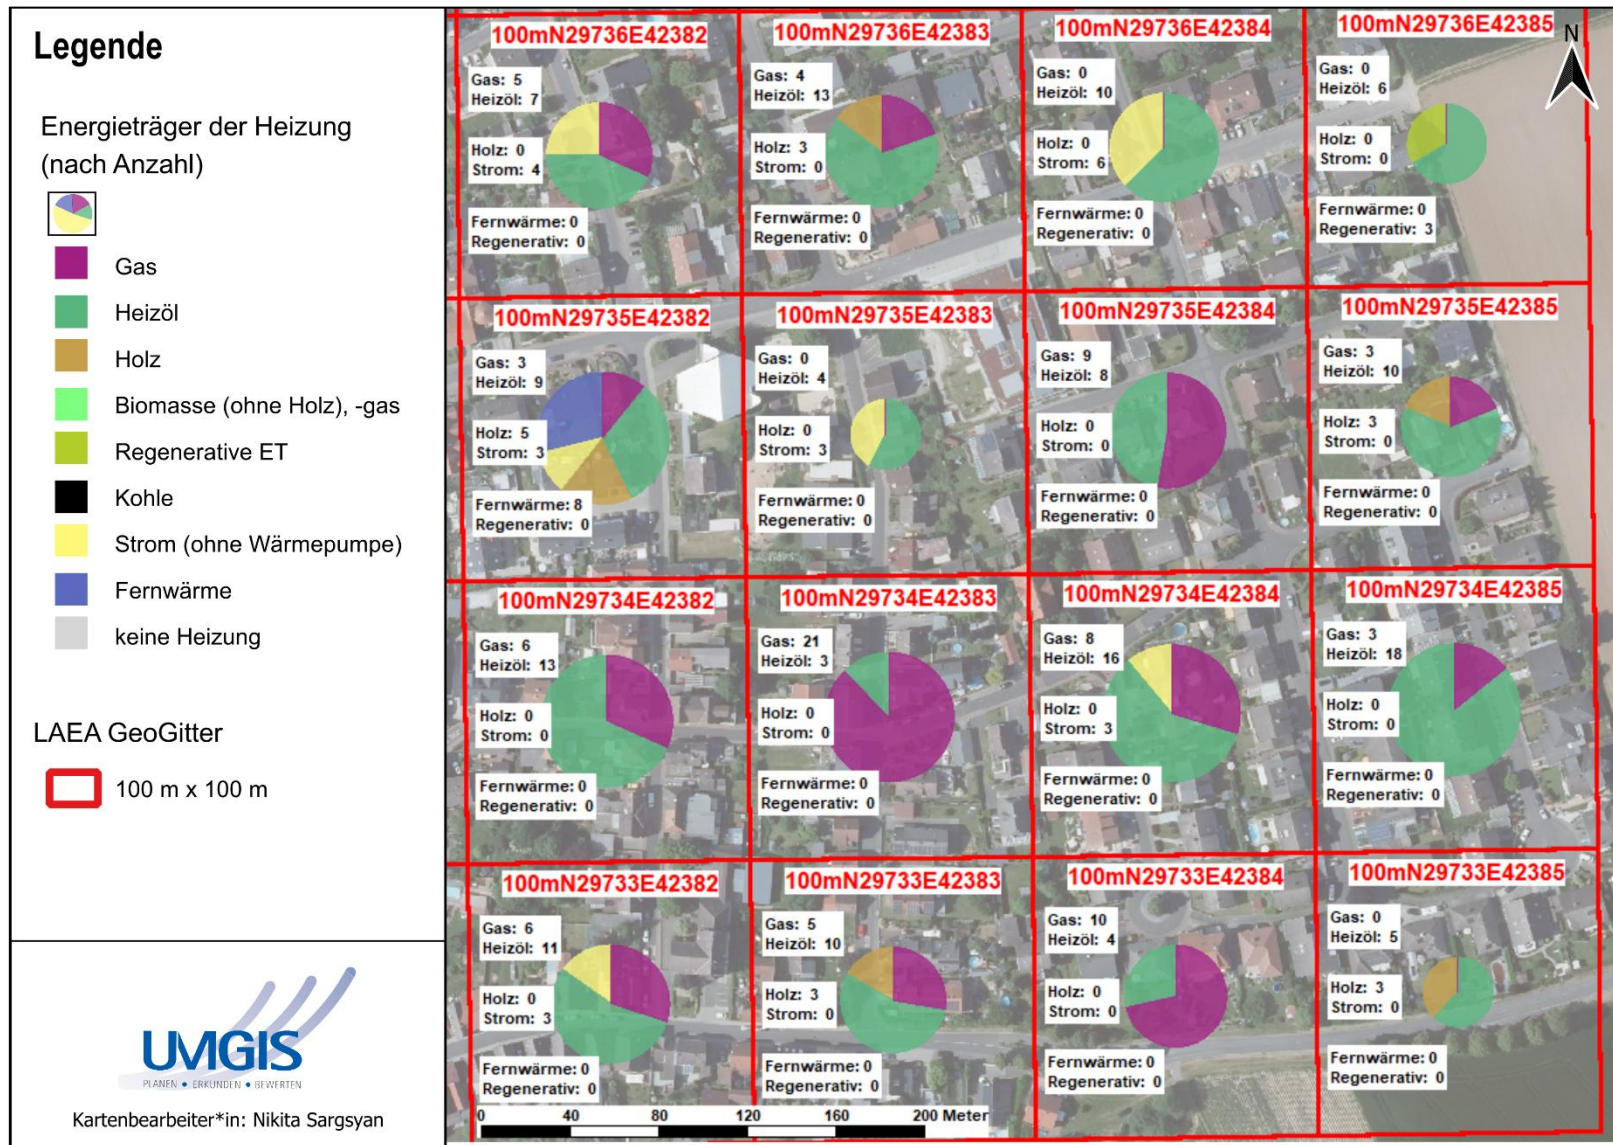 Legende
Energieträger der Heizung
(nach Anzahl)
Gas
Heizöl
Holz
Biomasse (ohne Holz), -gas
Regenerative ET
Kohle
Strom (ohne Wärmepumpe)
Fernwärme
keine Heizung
LAEA GeoGitter
100 m x 100 m
UMGIS
PLANEN • ERKUNDEN • BEWERTEN
Kartenbearbeiter*in: Nikita Sargsyan
100mN29736E42382
Gas: 5
Heizöl: 7
Holz: 0
Strom: 4
Fernwärme: 0
Regenerativ: 0
100mN29736E42383
Gas: 4
Heizöl: 13
Holz: 3
Strom: 0
Fernwärme: 0
Regenerativ: 0
100mN29736E42384
Gas: 0
Heizöl: 10
Holz: 0
Strom: 6
Fernwärme: 0
Regenerativ: 0
100mN29736E42385
Gas: 0
Heizöl: 6
Holz: 0
Strom: 0
Fernwärme: 0
Regenerativ: 3
N
100mN29735E42382
Gas: 3
Heizöl: 9
Holz: 5
Strom: 3
Fernwärme: 8
Regenerativ: 0
100mN29735E42383
Gas: 0
Heizöl: 4
Holz: 0
Strom: 3
Fernwärme: 0
Regenerativ: 0
100mN29735E42384
Gas: 9
Heizöl: 8
Holz: 0
Strom: 0
Fernwärme: 0
Regenerativ: 0
100mN29735E42385
Gas: 3
Heizöl: 10
Holz: 3
Strom: 0
Fernwärme: 0
Regenerativ: 0
100mN29734E42382
Gas: 6
Heizöl: 13
Holz: 0
Strom: 0
Fernwärme: 0
Regenerativ: 0
100mN29734E42383
Gas: 21
Heizöl: 3
Holz: 0
Strom: 0
Fernwärme: 0
Regenerativ: 0
100mN29734E42384
Gas: 8
Heizöl: 16
Holz: 0
Strom: 3
Fernwärme: 0
Regenerativ: 0
100mN29734E42385
Gas: 3
Heizöl: 18
Holz: 0
Strom: 0
Fernwärme: 0
Regenerativ: 0
100mN29733E42382
Gas: 6
Heizöl: 11
Holz: 0
Strom: 3
Fernwärme: 0
Regenerativ: 0
100mN29733E42383
Gas: 5
Heizöl: 10
Holz: 3
Strom: 0
Fernwärme: 0
Regenerativ: 0
100mN29733E42384
Gas: 10
Heizöl: 4
Holz: 0
Strom: 0
Fernwärme: 0
Regenerativ: 0
100mN29733E42385
Gas: 0
Heizöl: 5
Holz: 3
Strom: 0
Fernwärme: 0
Regenerativ: 0
0 40 80 120 160 200 Meter